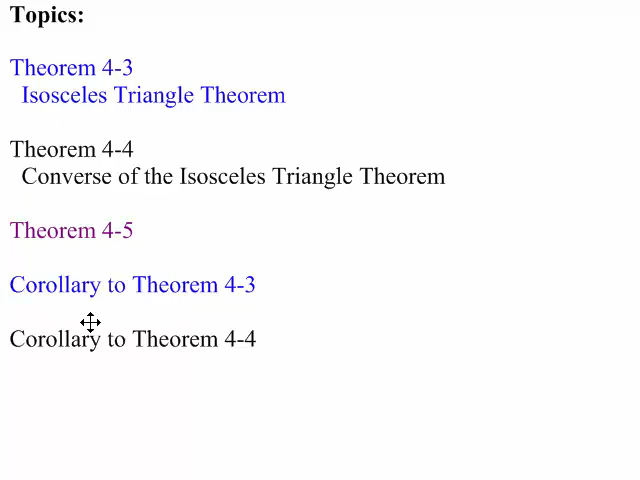 Topics:
Theorem 4-3
Isosceles Triangle Theorem
Theorem 4-4
Converse of the Isosceles Triangle Theorem
Theorem 4-5
Corollary to Theorem 4-3
Corollary to Theorem 4-4